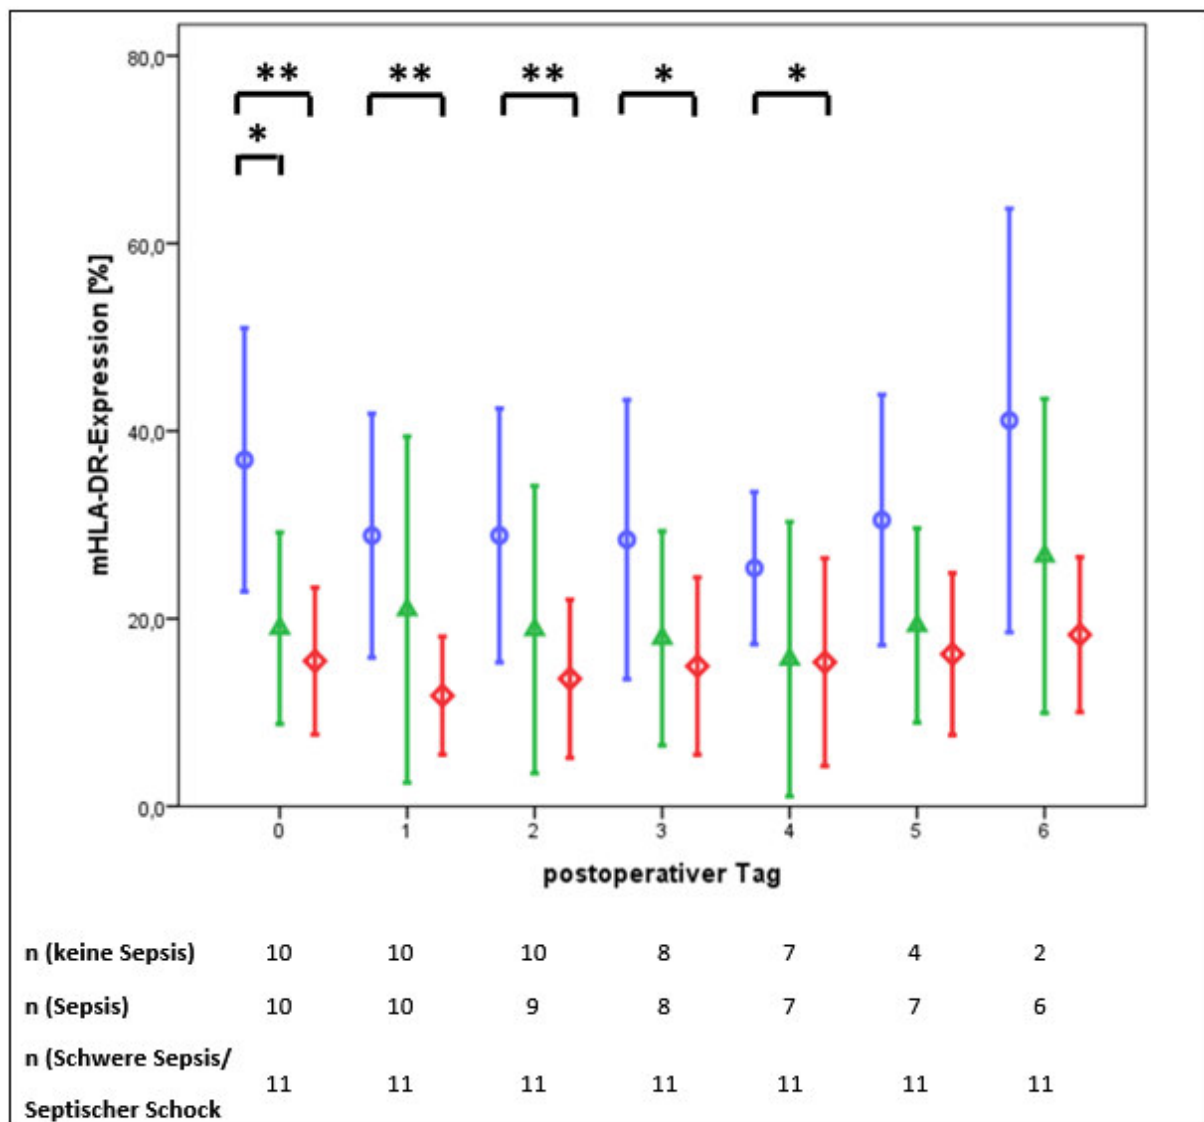 80,0
** ** ** * *
*
60,0
40,0
20,0
0,0
mHLA-DR-Expression [%]
0 1 2 3 4 5 6
postoperativer Tag
n (keine Sepsis) 10 10 10 8 7 4 2
n (Sepsis) 10 10 9 8 7 7 6
n (Schwere Sepsis/
11 11 11 11 11 11 11
Septischer Schock